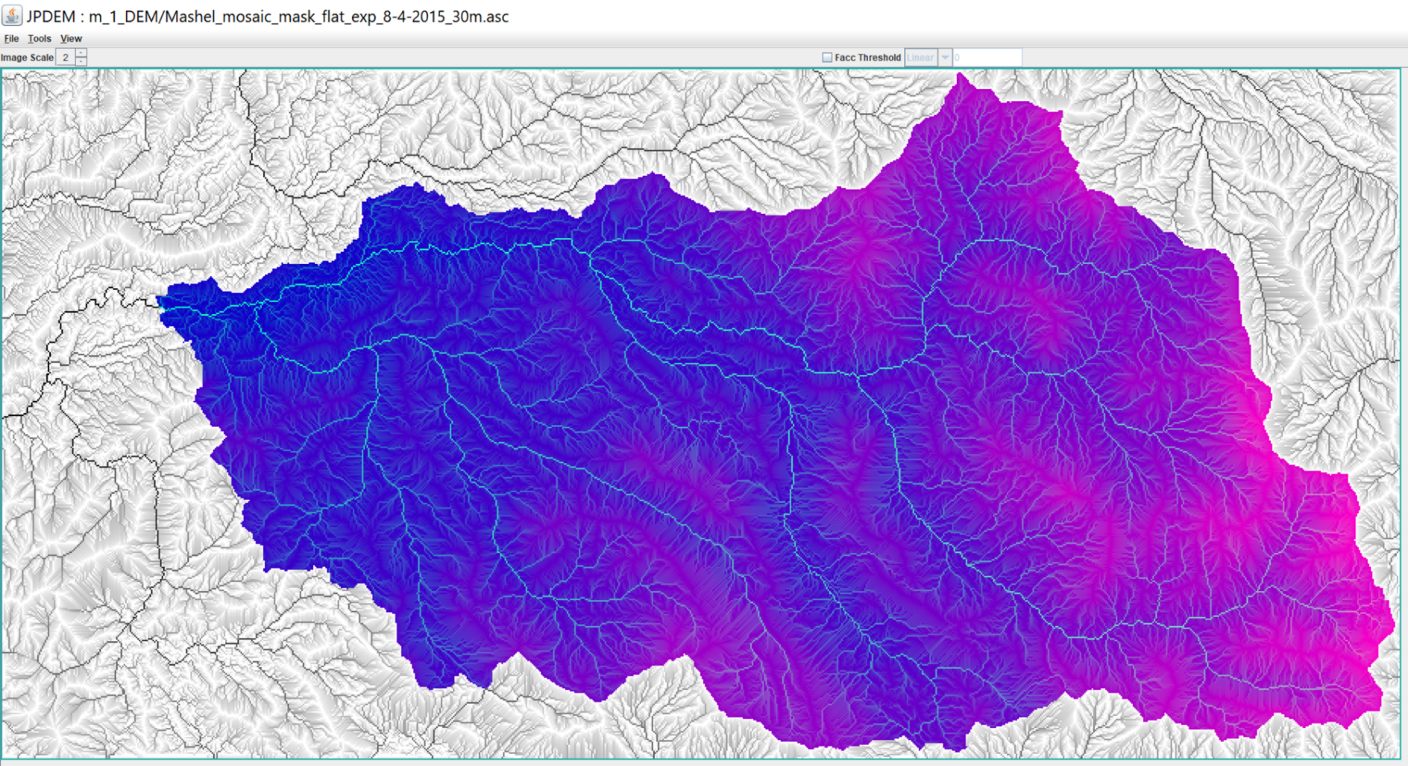 JPDEM : m_1_DEM/Mashel_mosaic_mask_flat_exp_8-4-2015_30m.asc
File Tools View
Image Scale 2 Facc Threshold Linear 0